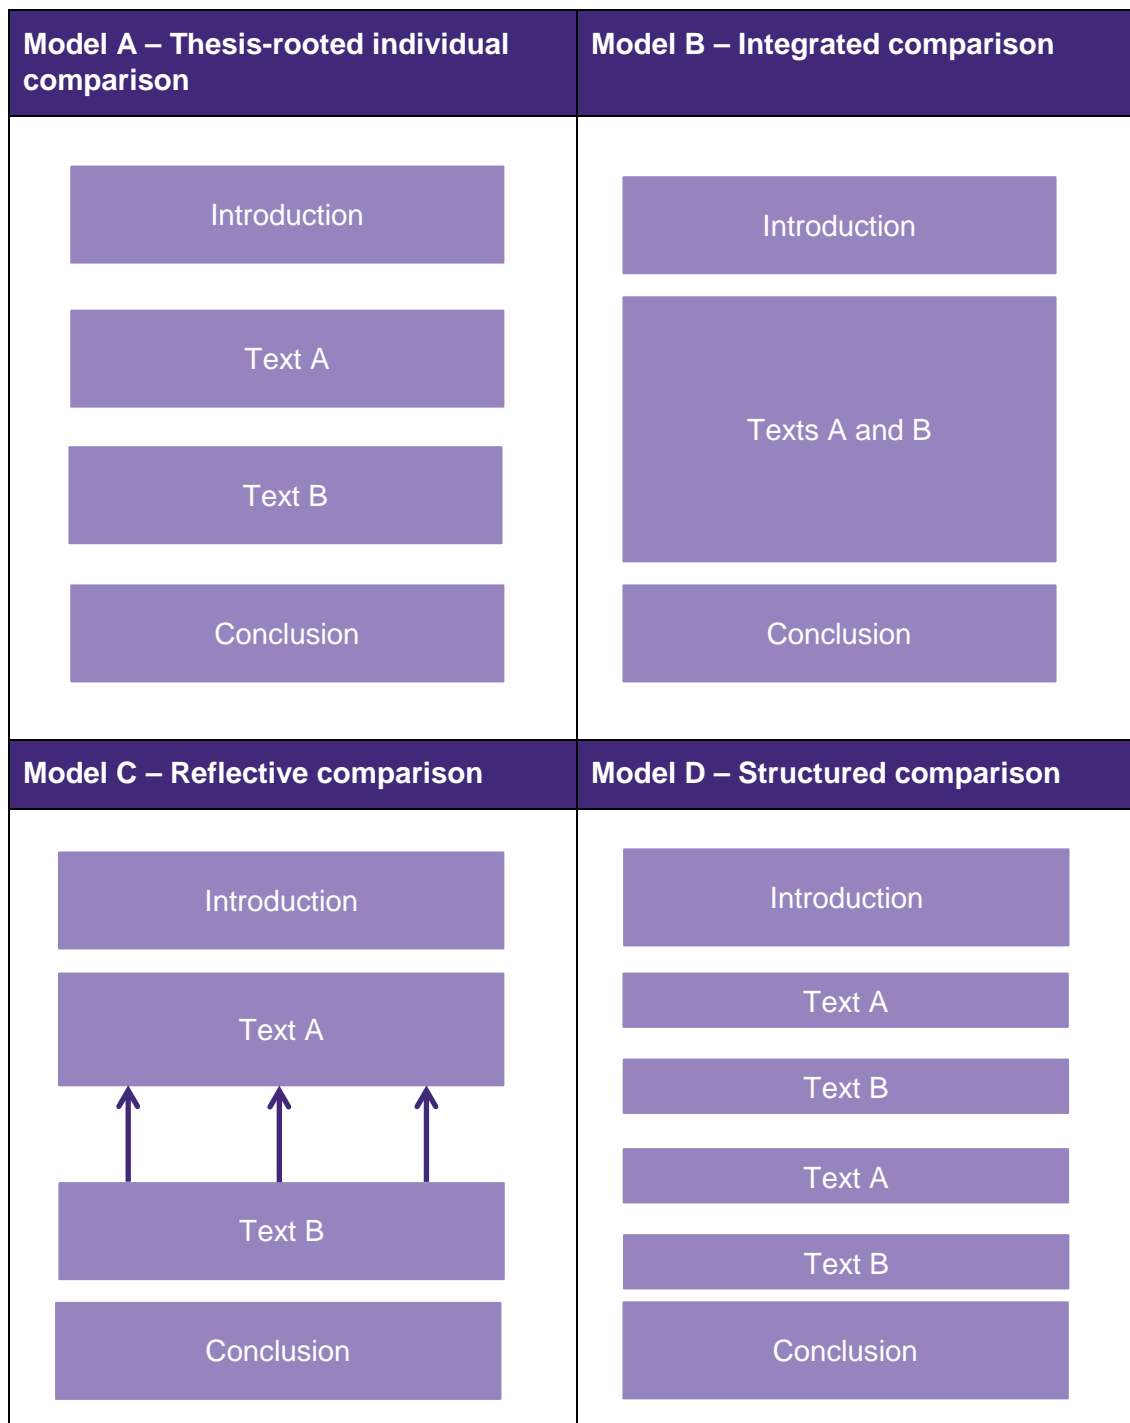 Model A – Thesis-rooted individual
comparison
Model B – Integrated comparison
Introduction
Text A
Text B
Conclusion
Introduction
Texts A and B
Conclusion
Model C – Reflective comparison
Model D – Structured comparison
Introduction
Text A
Text B
Conclusion
Introduction
Text A
Text B
Text A
Text B
Conclusion